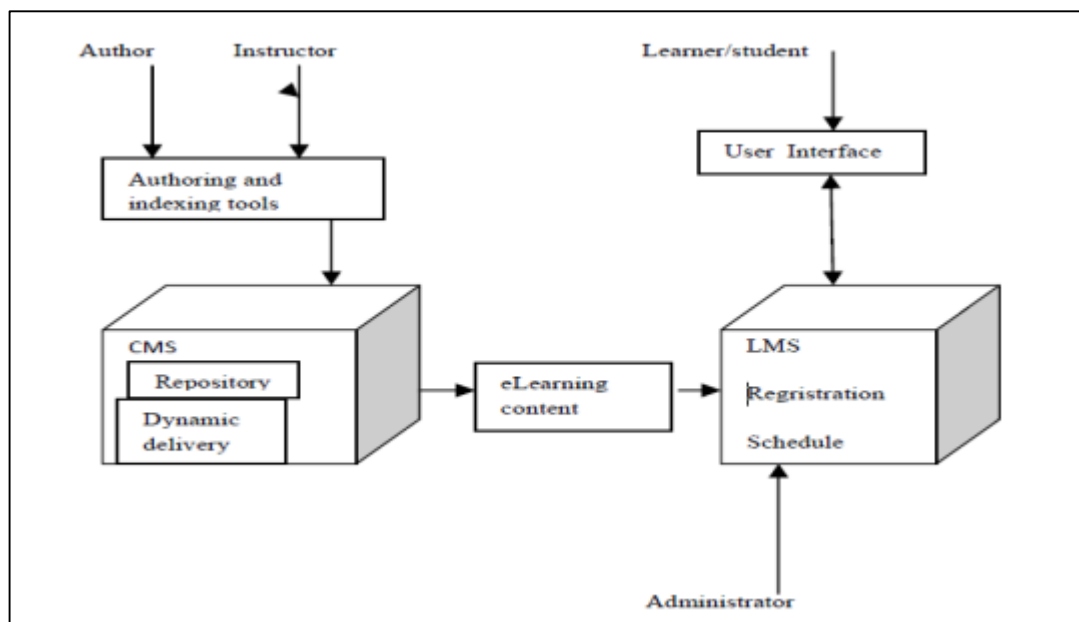 Author
Instructor
Learner/student
User Interface
Authoring and
indexing tools
CMS
Repository
Dynamic
delivery
eLearning
content
LMS
Regristration
Schedule
Administrator